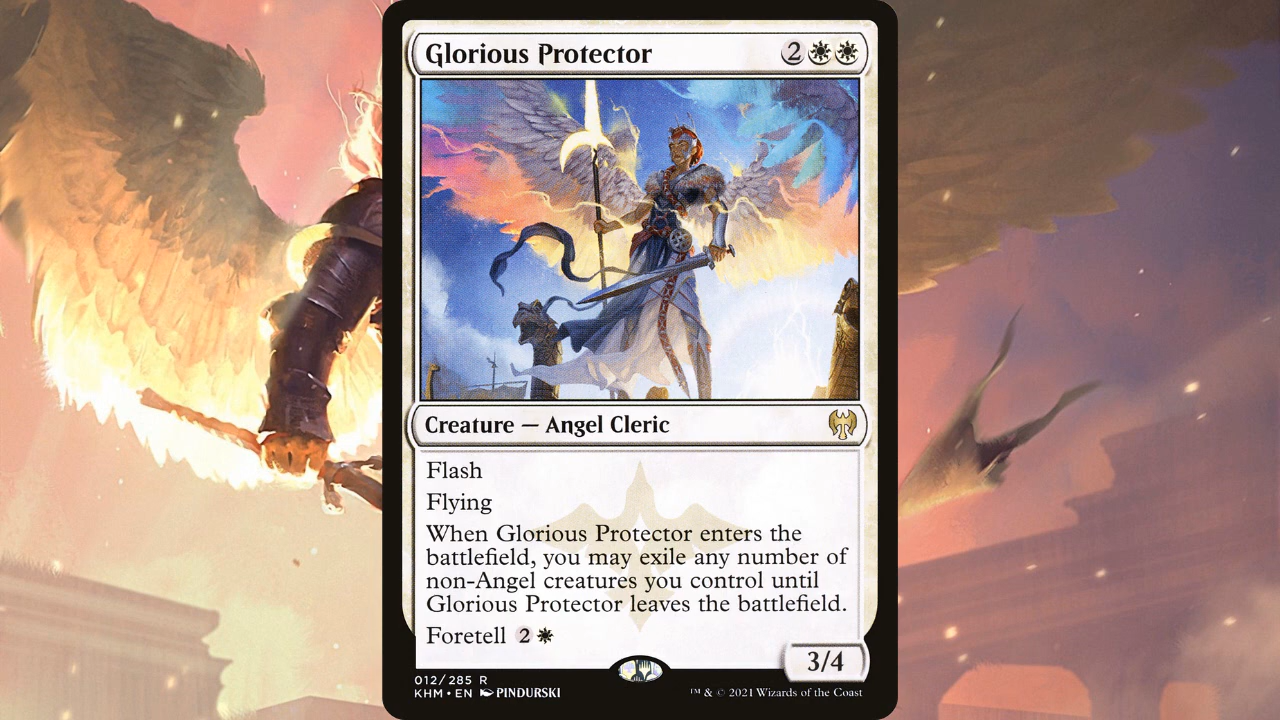 Glorious Protector 2
Creature — Angel Cleric
Flash
Flying
When Glorious Protector enters the
battlefield, you may exile any number of
non-Angel creatures you control until
Glorious Protector leaves the battlefield.
Foretell 2
3/4
012/285 R
KHM • EN PINDURSKI
™ & © 2021 Wizards of the Coast